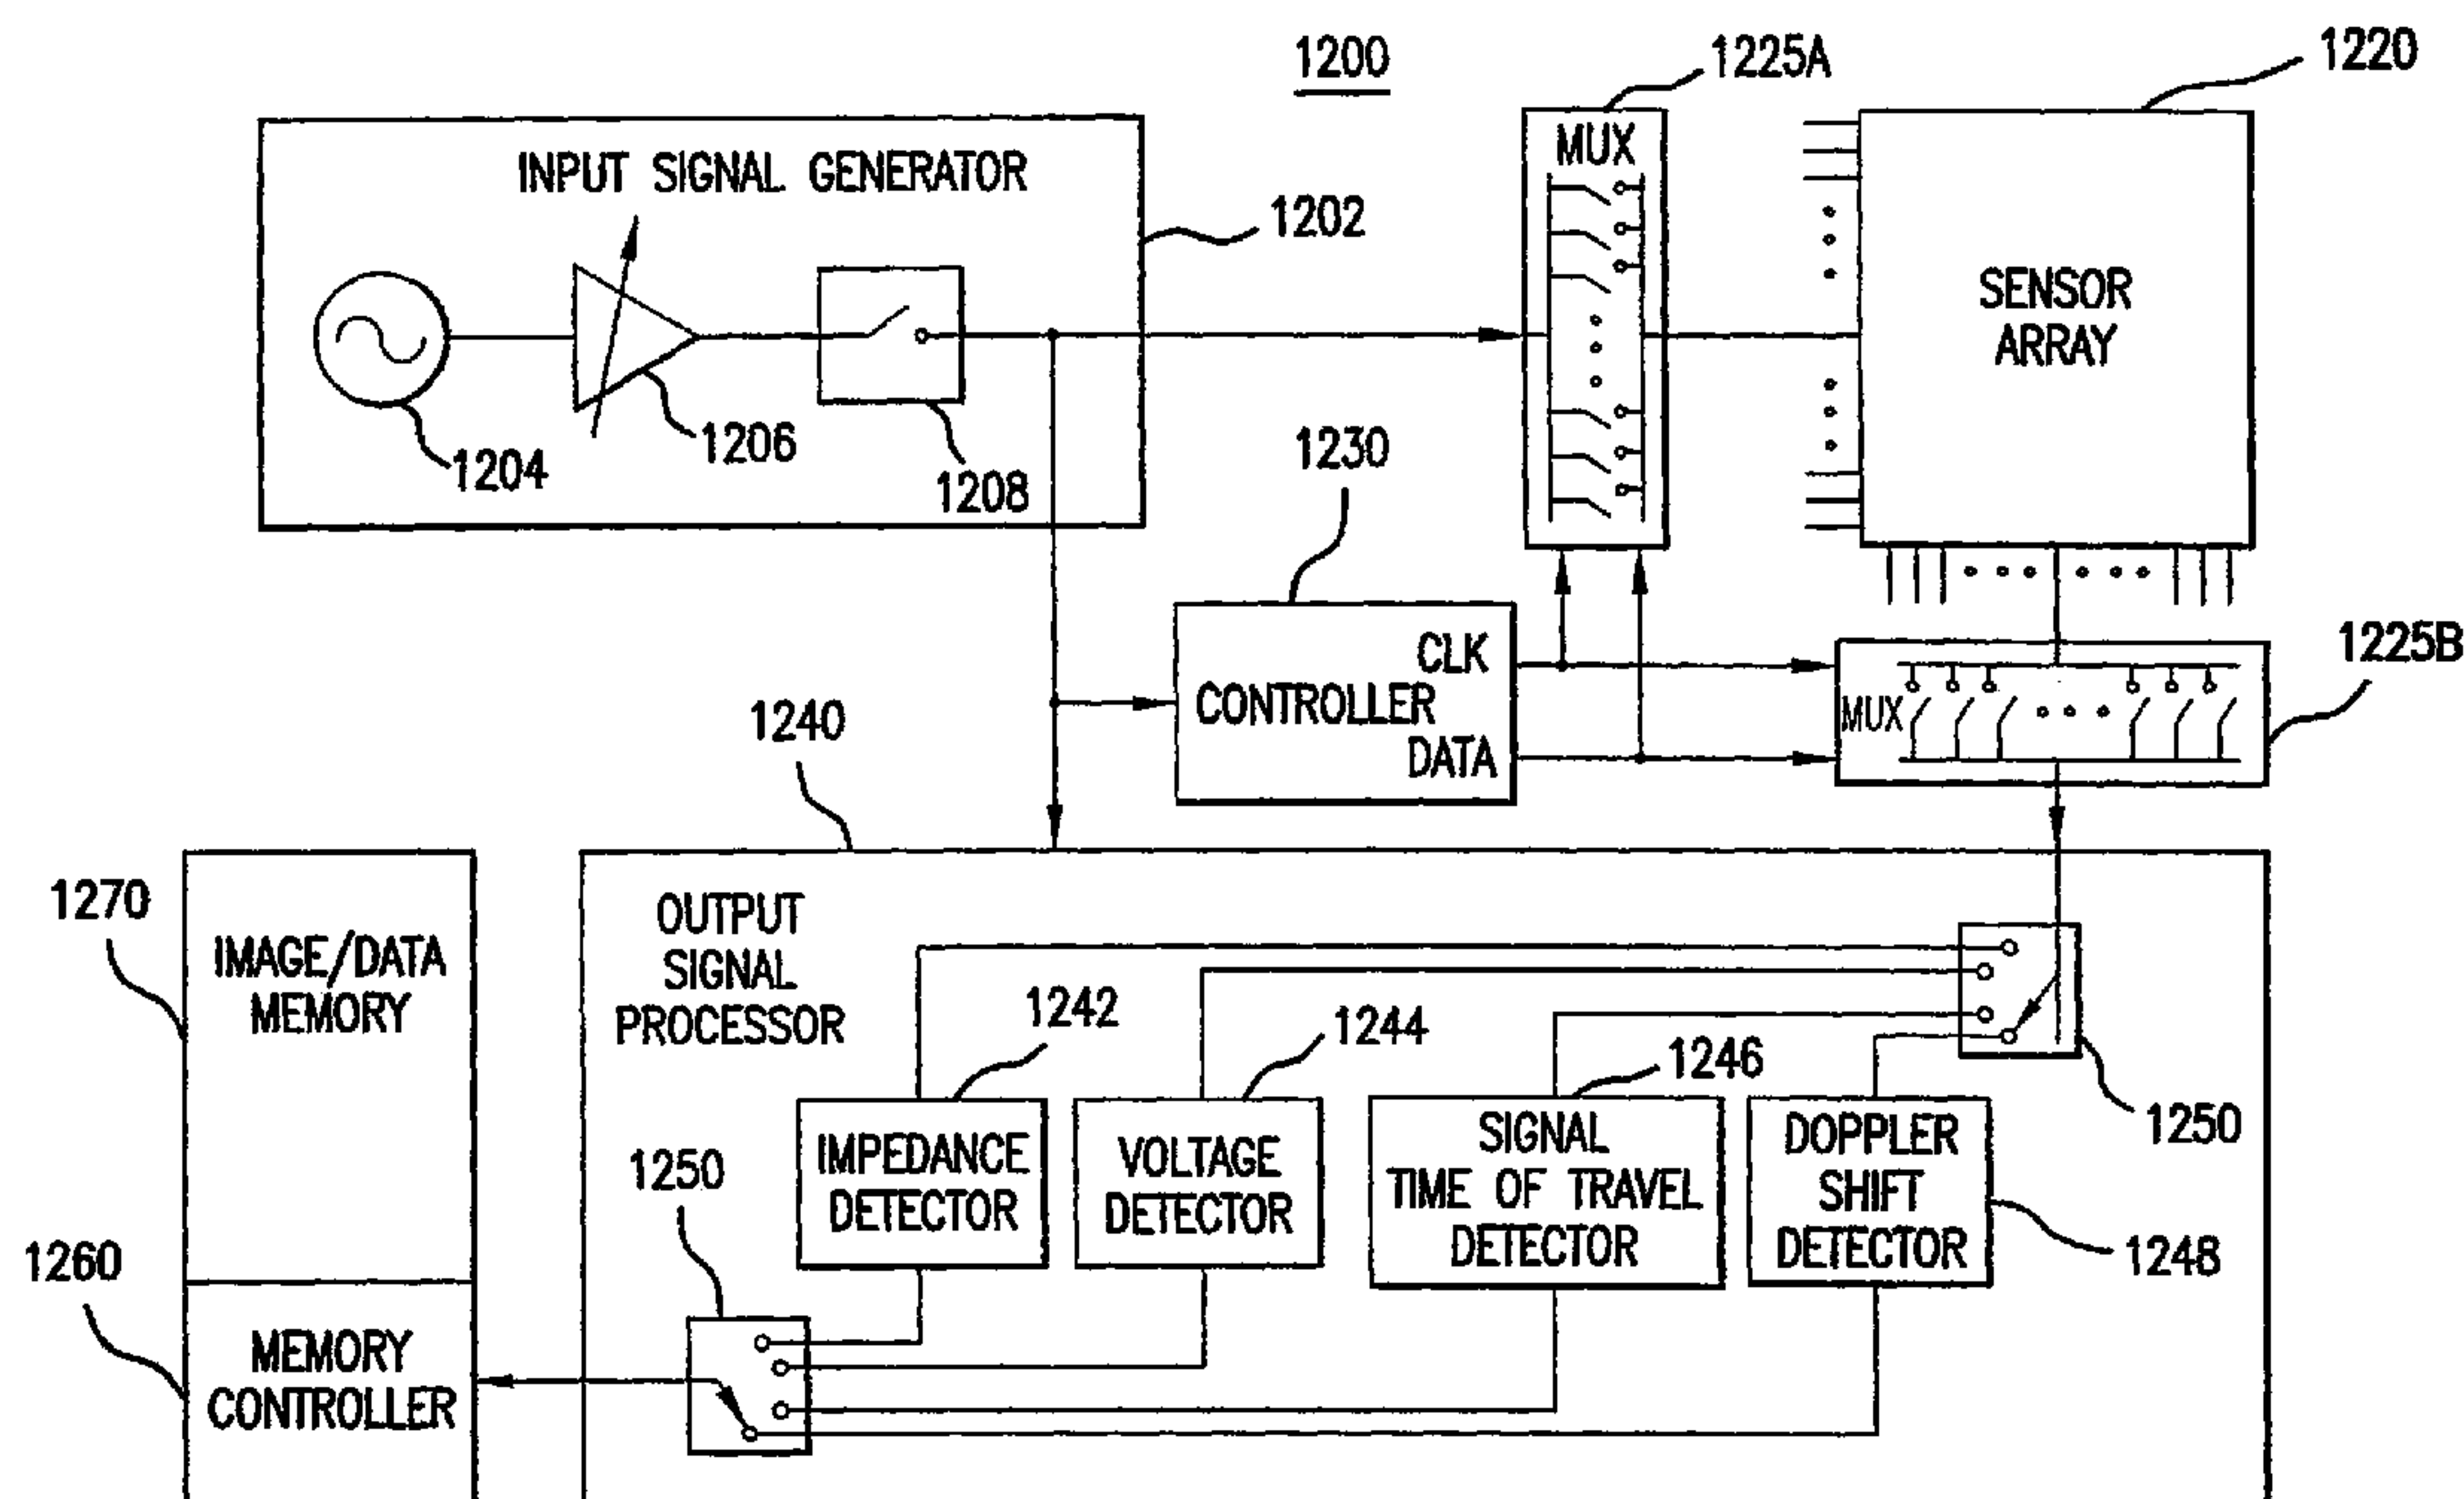 1200
1225A
1220
INPUT SIGNAL GENERATOR
1202
1204
1206
1208
MUX
SENSOR
ARRAY
1230
CLK
CONTROLLER
DATA
MUX
1225B
1240
1270
IMAGE/DATA
MEMORY
1260
MEMORY
CONTROLLER
OUTPUT
SIGNAL
PROCESSOR
1242
1244
1246
1250
IMPEDANCE
DETECTOR
VOLTAGE
DETECTOR
SIGNAL
TIME OF TRAVEL
DETECTOR
DOPPLER
SHIFT
DETECTOR
1248
1250